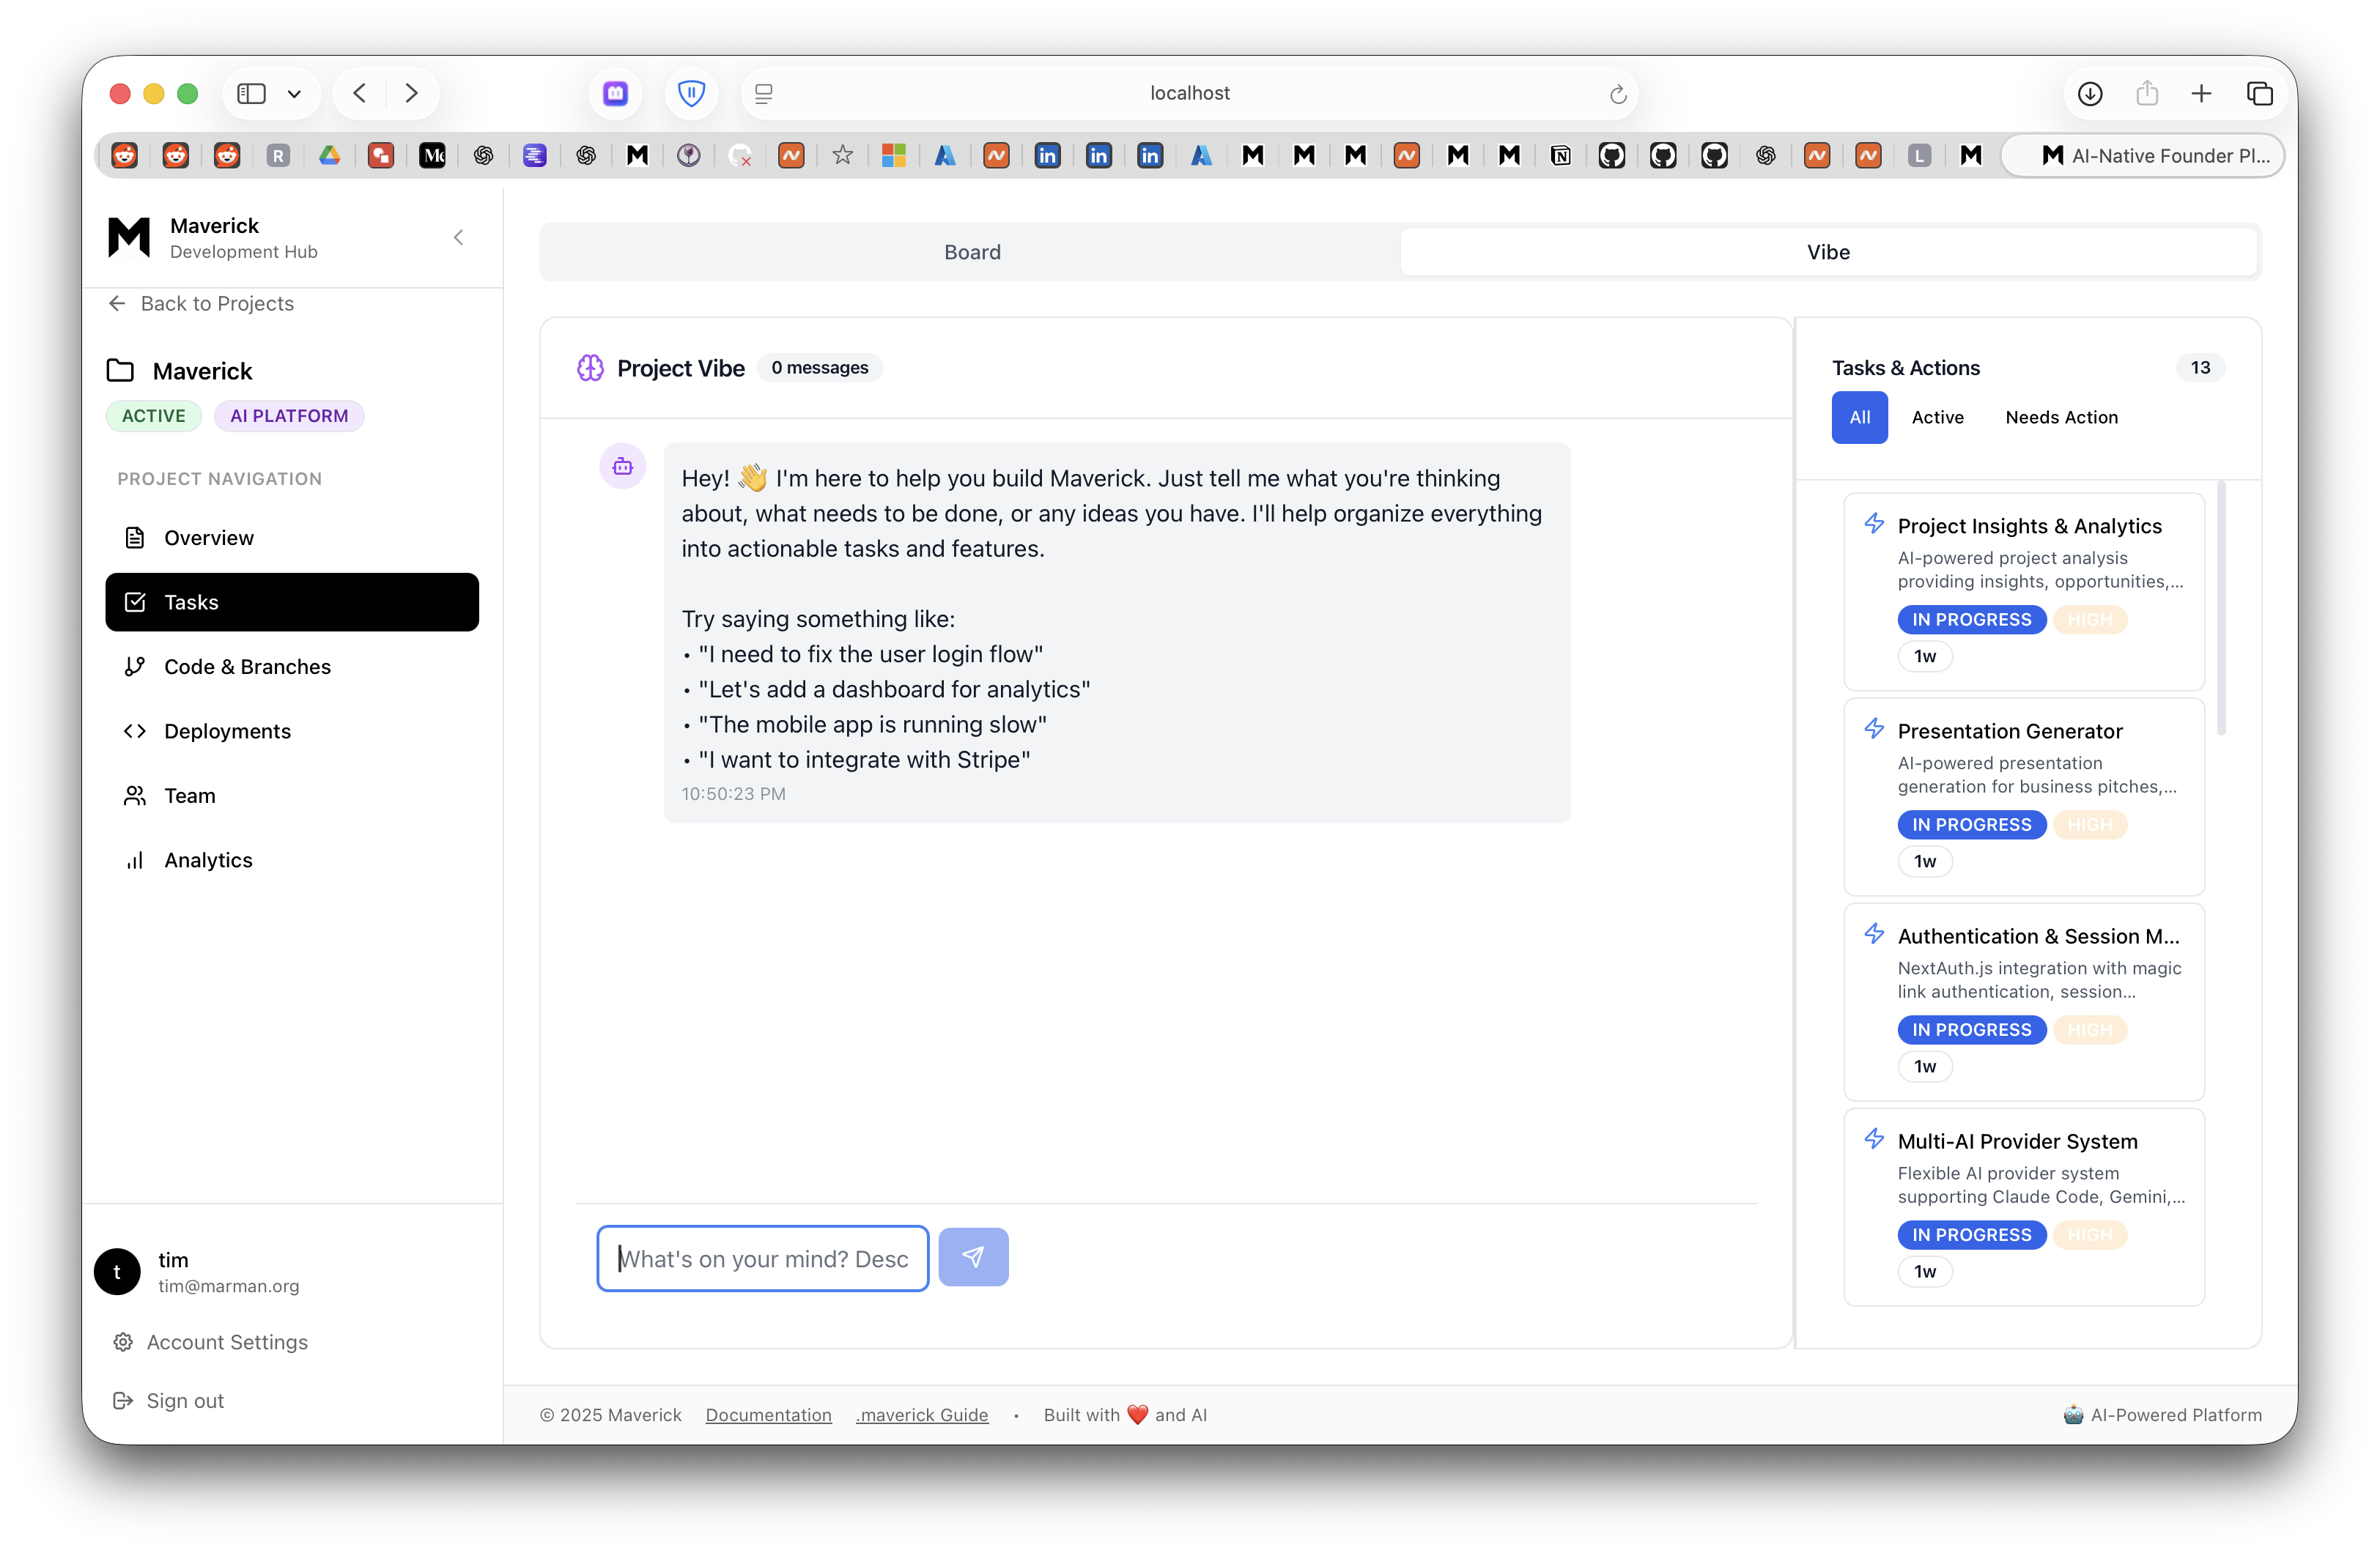 localhost
R
Me
L
AI-Native Founder Pl...
Maverick
Development Hub
Back to Projects
Maverick
ACTIVE
AI PLATFORM
PROJECT NAVIGATION
Overview
Tasks
Code & Branches
Deployments
Team
Analytics
t
tim
tim@marman.org
Account Settings
Sign out
Board
Vibe
Project Vibe
0 messages
Hey! 👋 I'm here to help you build Maverick. Just tell me what you're thinking
about, what needs to be done, or any ideas you have. I'll help organize everything
into actionable tasks and features.
Try saying something like:
• "I need to fix the user login flow"
• "Let's add a dashboard for analytics"
• "The mobile app is running slow"
• "I want to integrate with Stripe"
10:50:23 PM
What's on your mind? Desc
Tasks & Actions
13
All
Active
Needs Action
Project Insights & Analytics
AI-powered project analysis
providing insights, opportunities,...
IN PROGRESS
HIGH
1w
Presentation Generator
AI-powered presentation
generation for business pitches,...
IN PROGRESS
HIGH
1w
Authentication & Session M...
NextAuth.js integration with magic
link authentication, session...
IN PROGRESS
HIGH
1w
Multi-AI Provider System
Flexible AI provider system
supporting Claude Code, Gemini,...
IN PROGRESS
HIGH
1w
© 2025 Maverick
Documentation
.maverick Guide
• Built with ❤️ and AI
🤖 AI-Powered Platform